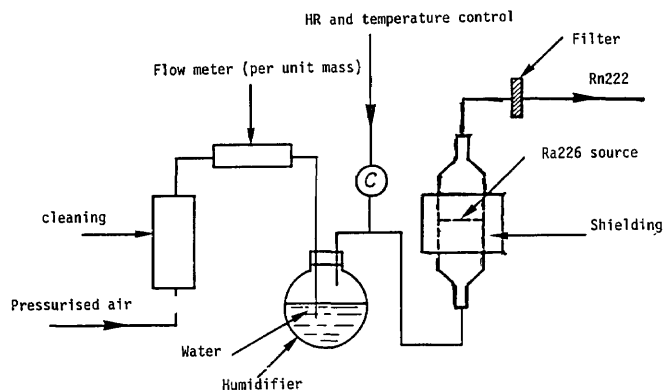 HR and temperature control
Filter
Flow meter (per unit mass)
Rn222
Ra226 source
C
cleaning
Shielding
Pressurised air
Water
Humidifier